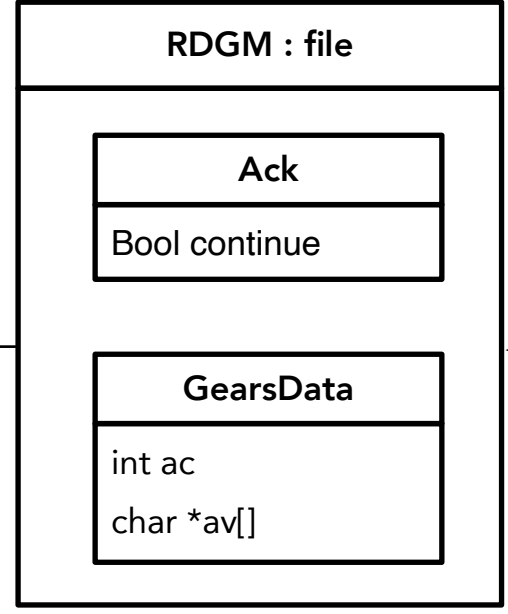 RDGM : file
Ack
Bool continue
GearsData
int ac
char *av[]